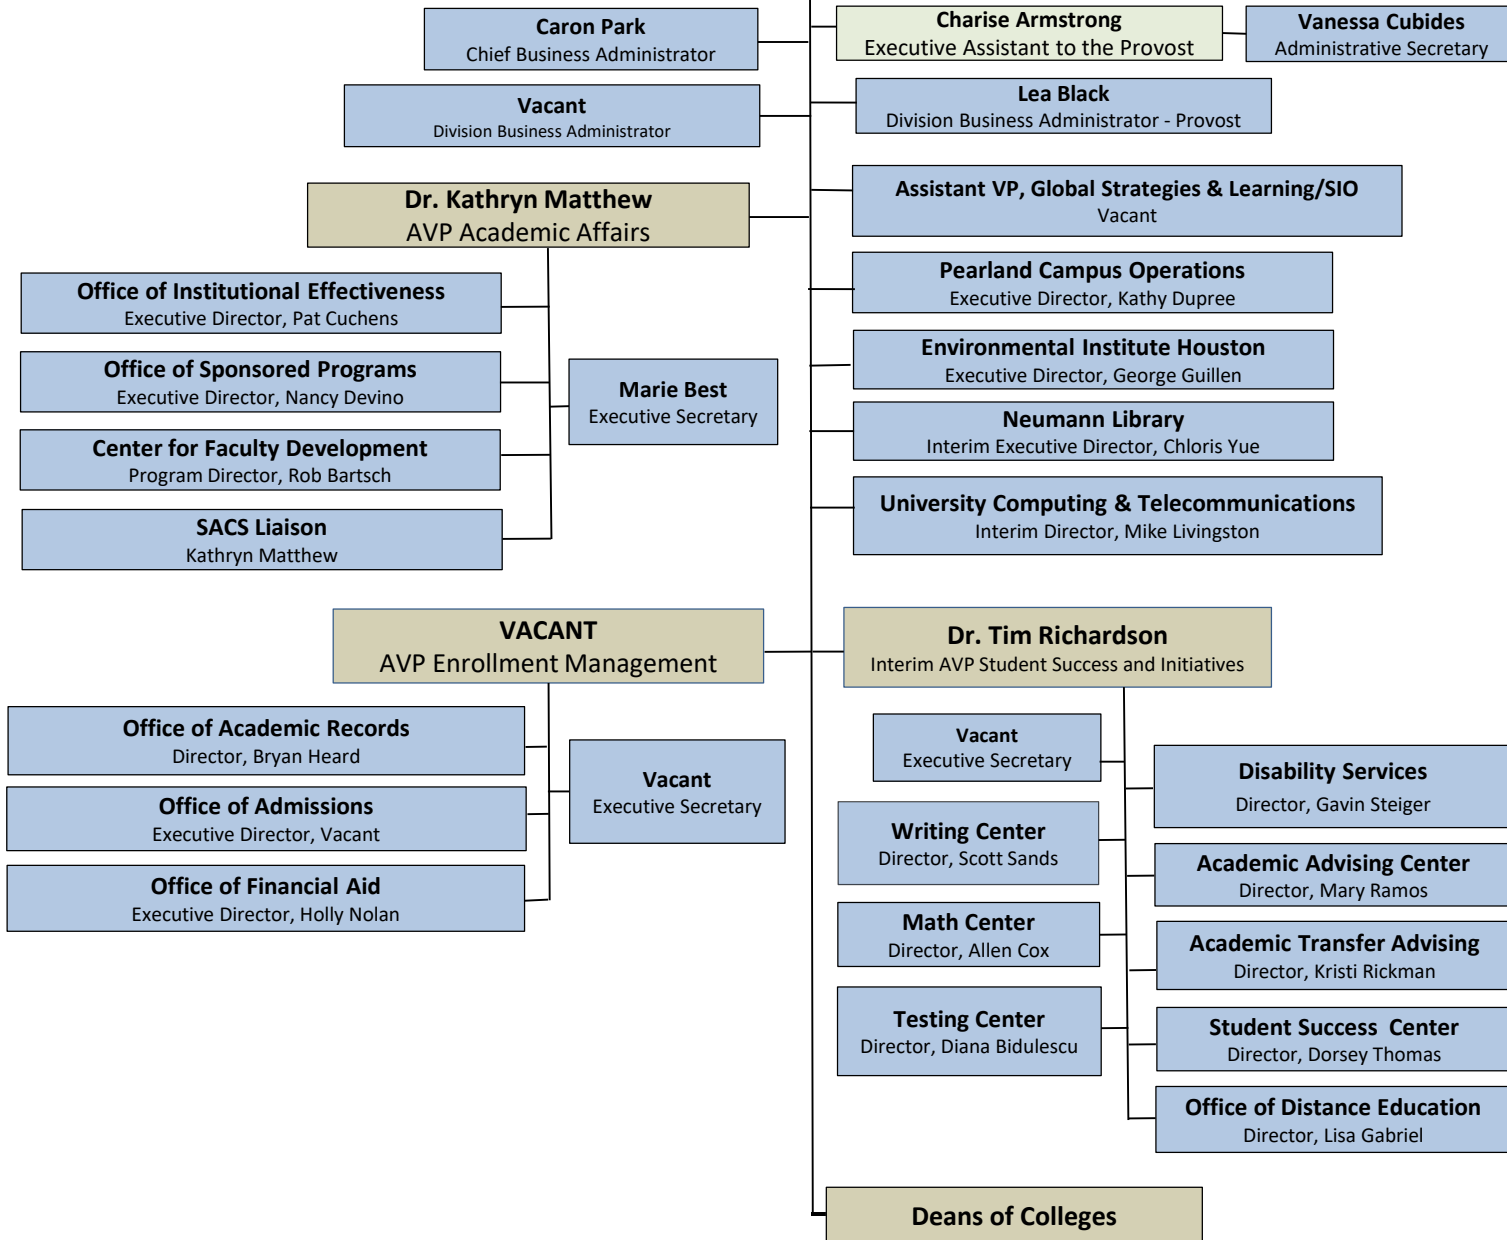 Caron Park
Chief Business Administrator
Charise Armstrong
Executive Assistant to the Provost
Vanessa Cubides
Administrative Secretary
Vacant
Division Business Administrator
Lea Black
Division Business Administrator - Provost
Dr. Kathryn Matthew
AVP Academic Affairs
Assistant VP, Global Strategies & Learning/SIO
Vacant
Office of Institutional Effectiveness
Executive Director, Pat Cuchens
Office of Sponsored Programs
Executive Director, Nancy Devino
Center for Faculty Development
Program Director, Rob Bartsch
SACS Liaison
Kathryn Matthew
Marie Best
Executive Secretary
Pearland Campus Operations
Executive Director, Kathy Dupree
Environmental Institute Houston
Executive Director, George Guillen
Neumann Library
Interim Executive Director, Chloris Yue
University Computing & Telecommunications
Interim Director, Mike Livingston
VACANT
AVP Enrollment Management
Office of Academic Records
Director, Bryan Heard
Office of Admissions
Executive Director, Vacant
Office of Financial Aid
Executive Director, Holly Nolan
Vacant
Executive Secretary
Dr. Tim Richardson
Interim AVP Student Success and Initiatives
Vacant
Executive Secretary
Writing Center
Director, Scott Sands
Math Center
Director, Allen Cox
Testing Center
Director, Diana Bidulescu
Disability Services
Director, Gavin Steiger
Academic Advising Center
Director, Mary Ramos
Academic Transfer Advising
Director, Kristi Rickman
Student Success Center
Director, Dorsey Thomas
Office of Distance Education
Director, Lisa Gabriel
Deans of Colleges